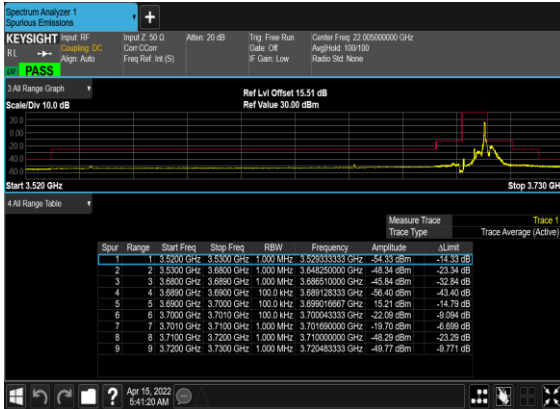 Spectrum Analyzer 1
Spurious Emissions
+
KEYSIGHT Input: RF Input Z: 50 Ω Atten: 20 dB Trig: Free Run Center Freq: 22.005000000 GHz
RL Coupling: DC Corr CCorr Gate: Off Avg|Hold: 100/100
Align: Auto Freq Ref: Int (S) IF Gain: Low Radio Std: None
PASS
3 All Range Graph Ref Lvl Offset 15.51 dB
Scale/Div 10.0 dB Ref Value 30.00 dBm
20.0
0.00
-20.0
-40.0
-60.0
Start 3.520 GHz Stop 3.730 GH
4 All Range Table
Measure Trace Trace 1
Trace Type Trace Average (Active)
Spur Range Start Freq Stop Freq RBW Frequency Amplitude ΔLimit
1 1 3.5200 GHz 3.5300 GHz 1.000 MHz 3.529333333 GHz -54.33 dBm -14.33 dB
2 2 3.5300 GHz 3.6800 GHz 1.000 MHz 3.648250000 GHz -48.34 dBm -23.34 dB
3 3 3.6800 GHz 3.6890 GHz 1.000 MHz 3.686510000 GHz -45.84 dBm -32.84 dB
4 4 3.6890 GHz 3.6900 GHz 100.0 kHz 3.689128333 GHz -56.40 dBm -43.40 dB
5 5 3.6900 GHz 3.7000 GHz 100.0 kHz 3.699016667 GHz 15.21 dBm -14.79 dB
6 6 3.7000 GHz 3.7010 GHz 100.0 kHz 3.700043333 GHz -22.09 dBm -9.094 dB
7 7 3.7010 GHz 3.7100 GHz 1.000 MHz 3.701690000 GHz -19.70 dBm -6.699 dB
8 8 3.7100 GHz 3.7200 GHz 1.000 MHz 3.710000000 GHz -48.29 dBm -23.29 dB
9 9 3.7200 GHz 3.7300 GHz 1.000 MHz 3.720483333 GHz -49.77 dBm -9.771 dB
? Apr 15, 2022
5:41:20 AM